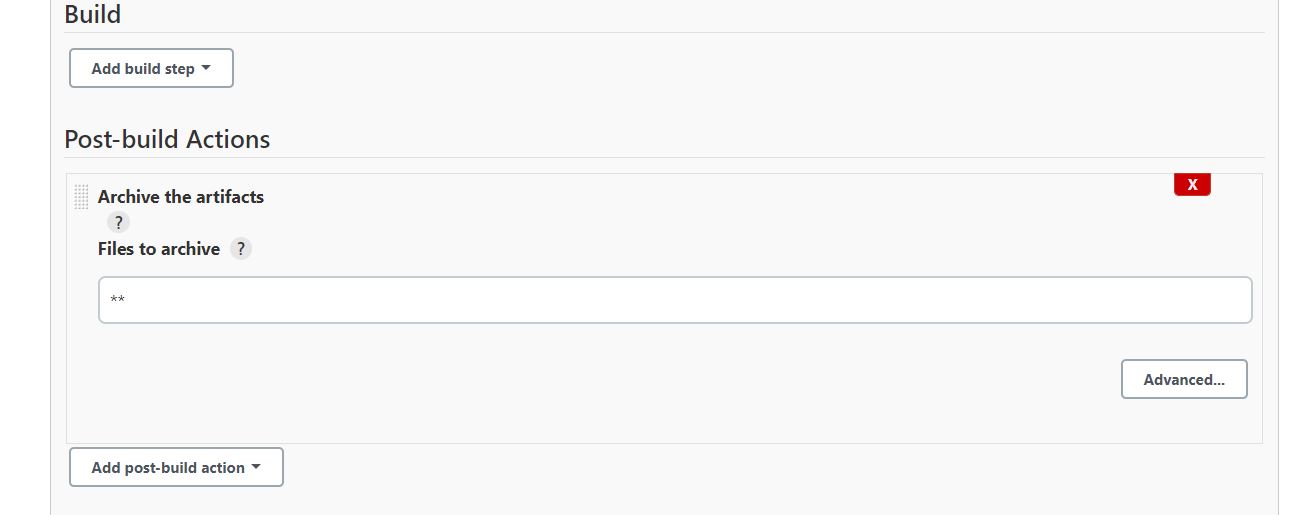 Build
Add build step
Post-build Actions
X
Archive the artifacts
?
Files to archive ?
**
Advanced...
Add post-build action